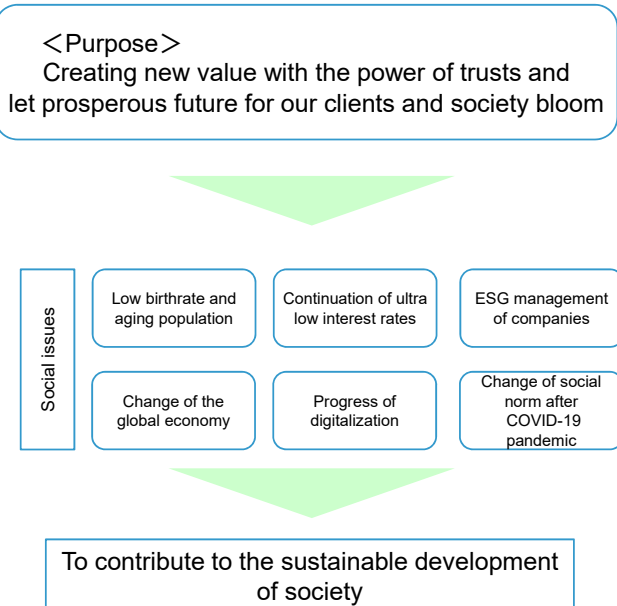 ＜Purpose＞
Creating new value with the power of trusts and
let prosperous future for our clients and society bloom
Social issues
Low birthrate and
aging population
Continuation of ultra
low interest rates
ESG management
of companies
Change of the
global economy
Progress of
digitalization
Change of social
norm after
COVID-19
pandemic
To contribute to the sustainable development
of society